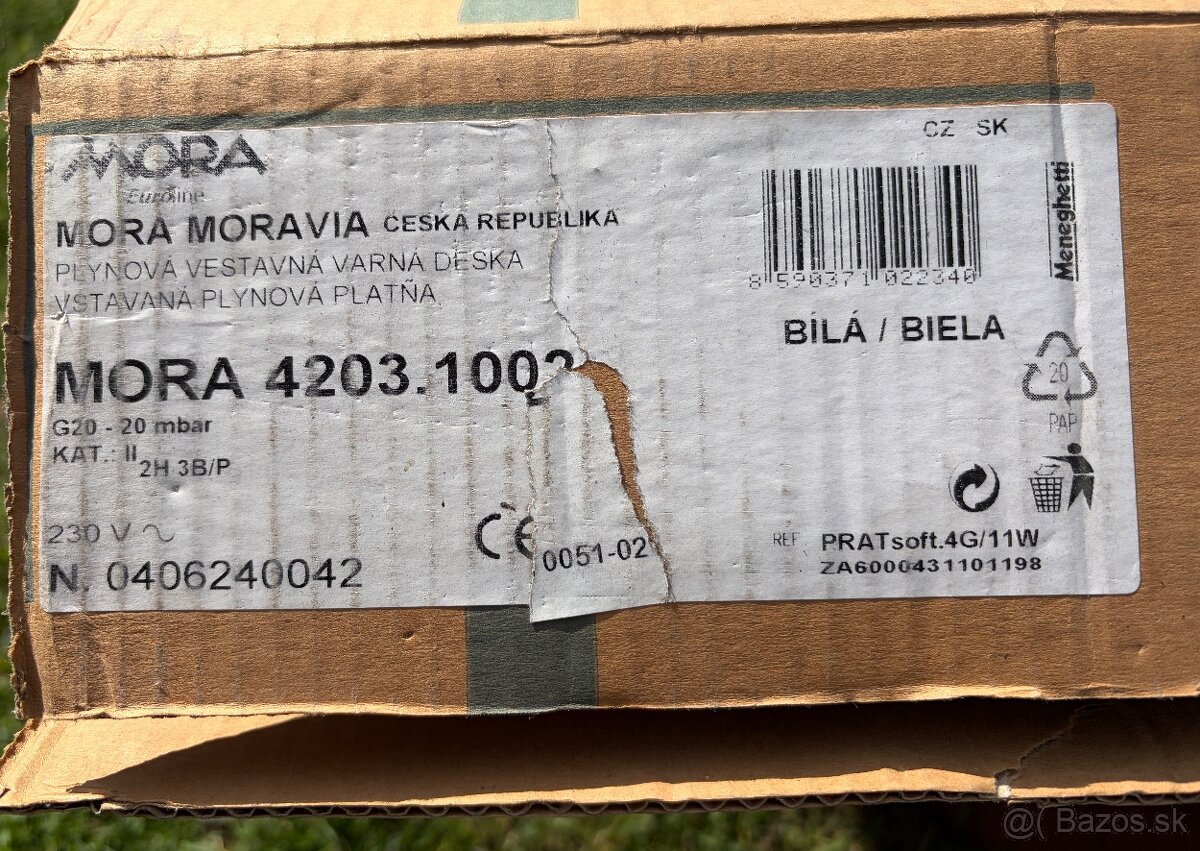 MORA
Euroline
MORA MORAVIA ČESKÁ REPUBLIKA
PLYNOVÁ VESTAVNÁ VARNÁ DESKA
VSTAVANÁ PLYNOVÁ PLATŇA
MORA 4203.1002
G20 - 20 mbar
KAT.: II 2H 3B/P
230 V ~
N. 0406240042
CE 0051-02
CZ SK
8 590371 022340
BÍLÁ / BIELA
Meneghetti
20
PAP
REF PRATsoft.4G/11W
ZA6000431101198
@( Bazos.sk